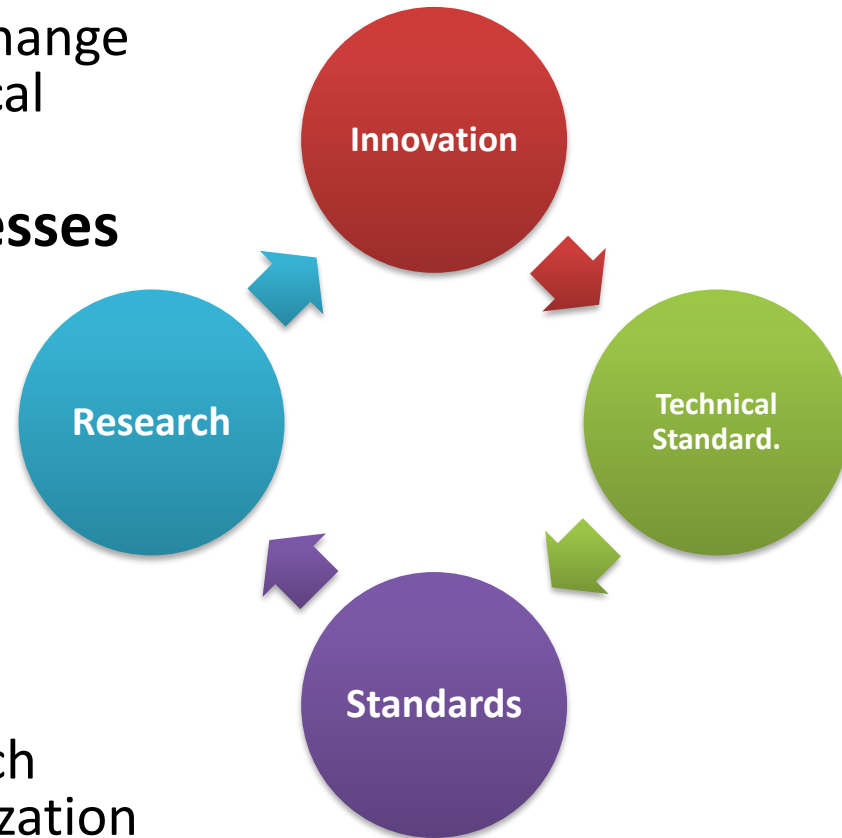 hange
cal
esses
Innovation
Research
Technical
Standard.
Standards
ch
zation